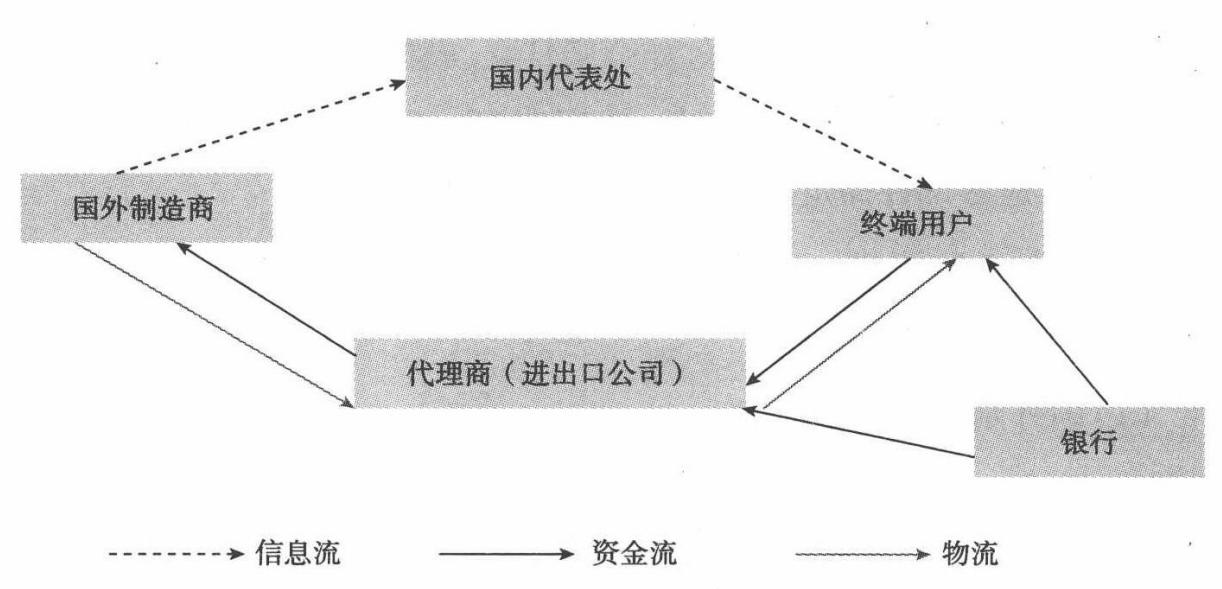 国内代表处
国外制造商
终端用户
代理商（进出口公司）
银行
信息流
资金流
物流